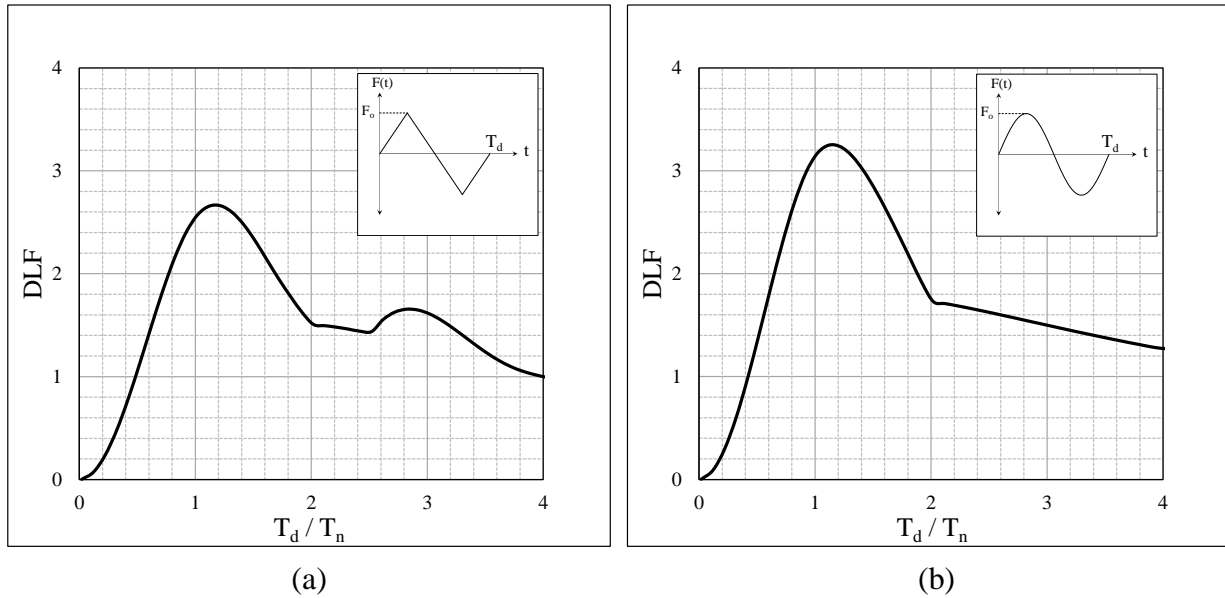 4
3
2
1
0
DLF
0 1 2 3 4
T_d / T_n
F(t)
F_o
T_d
t
(a)
4
3
2
1
0
DLF
0 1 2 3 4
T_d / T_n
F(t)
F_o
T_d
t
(b)